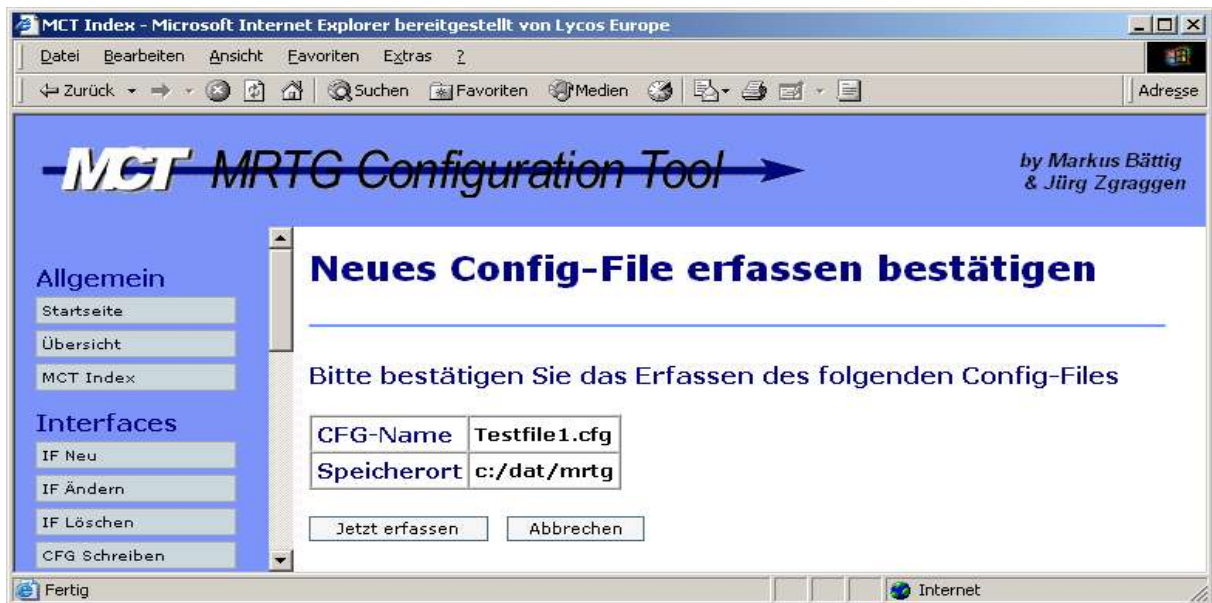 MCT Index - Microsoft Internet Explorer bereitgestellt von Lycos Europe
Datei Bearbeiten Ansicht Favoriten Extras ?
Zurück Suchen Favoriten Medien Adresse
MCT MRTG Configuration Tool
by Markus Bättig
& Jürg Zgraggen
Allgemein
Startseite
Übersicht
MCT Index
Interfaces
IF Neu
IF Ändern
IF Löschen
CFG Schreiben
Neues Config-File erfassen bestätigen
Bitte bestätigen Sie das Erfassen des folgenden Config-Files
CFG-Name Testfile1.cfg
Speicherort c:/dat/mrtg
Jetzt erfassen Abbrechen
Fertig Internet